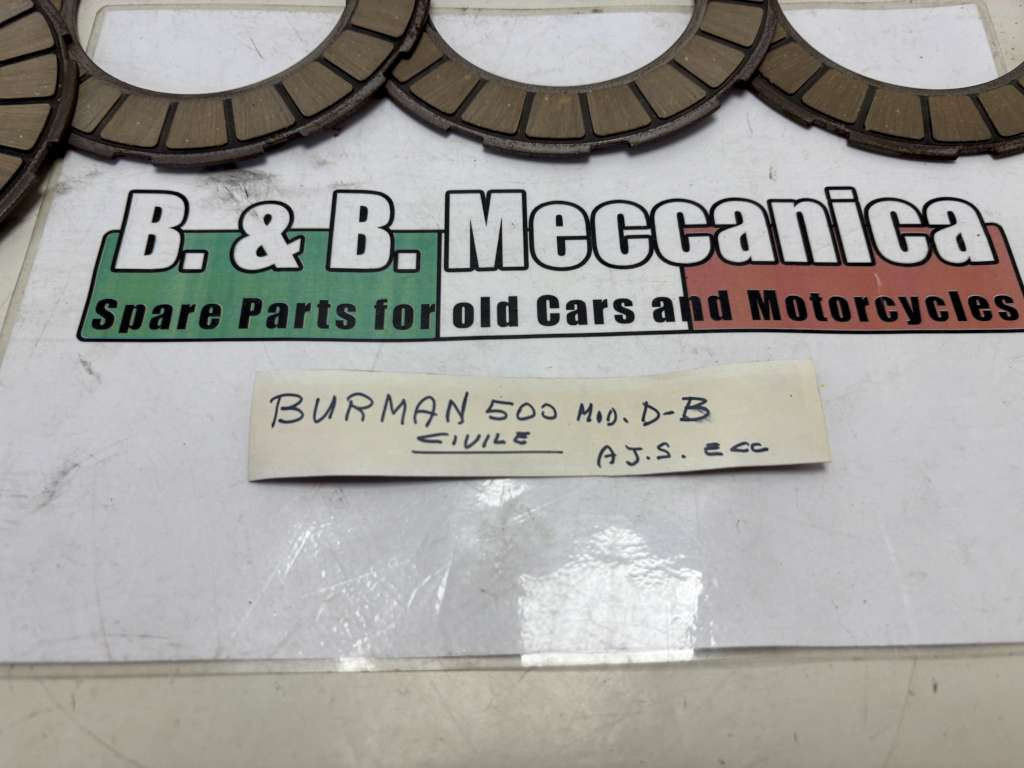 B. & B. Meccanica
Spare Parts for old Cars and Motorcycles
BURMAN 500 MOD. D-B
CIVILE
A J.S. ECC